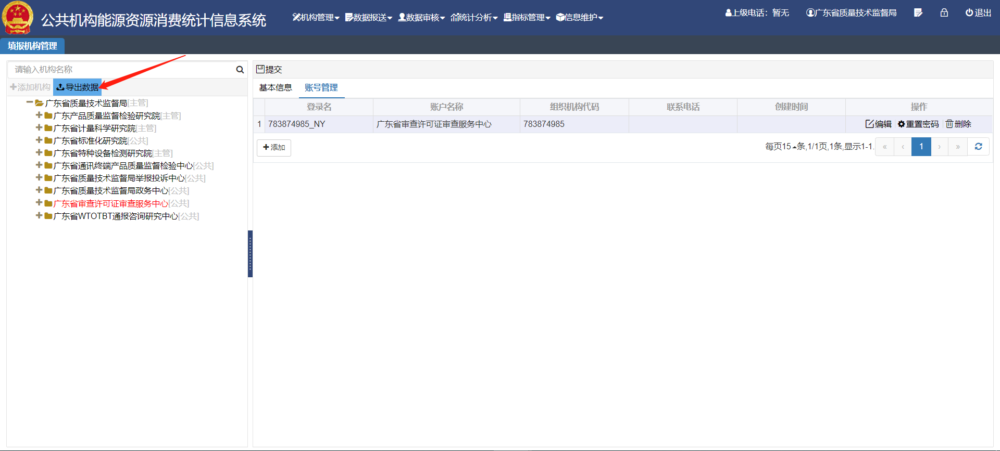 公共机构能源资源消费统计信息系统 机构管理 数据报送 数据审核 统计分析 指标管理 信息维护 上级电话：暂无 广东省质量技术监督局 退出
填报机构管理
请输入机构名称
添加机构 导出数据
广东省质量技术监督局[主管]
广东产品质量监督检验研究院[主管]
广东省计量科学研究院[主管]
广东省标准化研究院[公共]
广东省特种设备检测研究院[主管]
广东省通讯终端产品质量监督检验中心[公共]
广东省质量技术监督局举报投诉中心[公共]
广东省质量技术监督局政务中心[公共]
广东省审查许可证审查服务中心[公共]
广东省WTOTBT通报咨询研究中心[公共]
提交
基本信息 账号管理
登录名 账户名称 组织机构代码 联系电话 创建时间 操作
1 783874985_NY 广东省审查许可证审查服务中心 783874985 编辑 重置密码 删除
添加 每页15条,1/1页,1条,显示1-1. « ‹ 1 › »